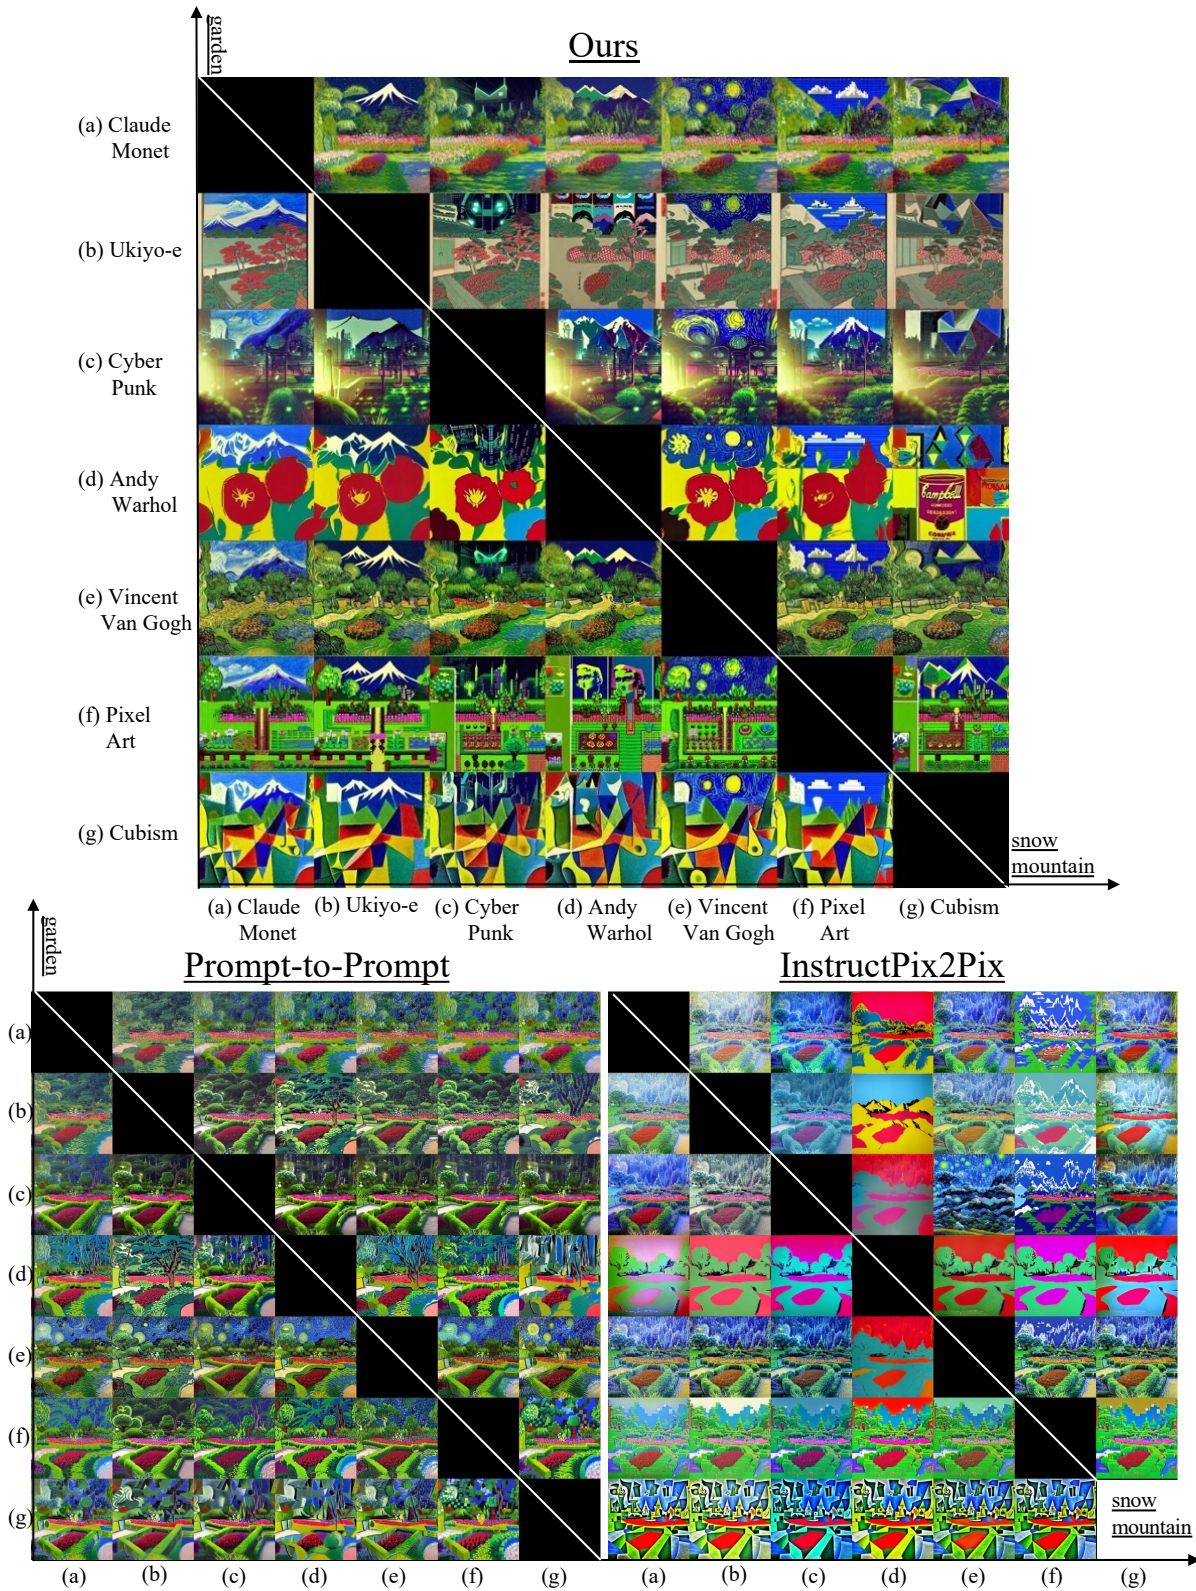 garden
Ours
(a) Claude
Monet
(b) Ukiyo-e
(c) Cyber
Punk
(d) Andy
Warhol
Campbell
(e) Vincent
Van Gogh
(f) Pixel
Art
(g) Cubism
snow
mountain
(a) Claude
Monet
(b) Ukiyo-e
(c) Cyber
Punk
(d) Andy
Warhol
(e) Vincent
Van Gogh
(f) Pixel
Art
(g) Cubism
garden
Prompt-to-Prompt
InstructPix2Pix
(a)
(b)
(c)
(d)
(e)
(f)
(g)
snow
mountain
(a) (b) (c) (d) (e) (f) (g) (a) (b) (c) (d) (e) (f) (g)